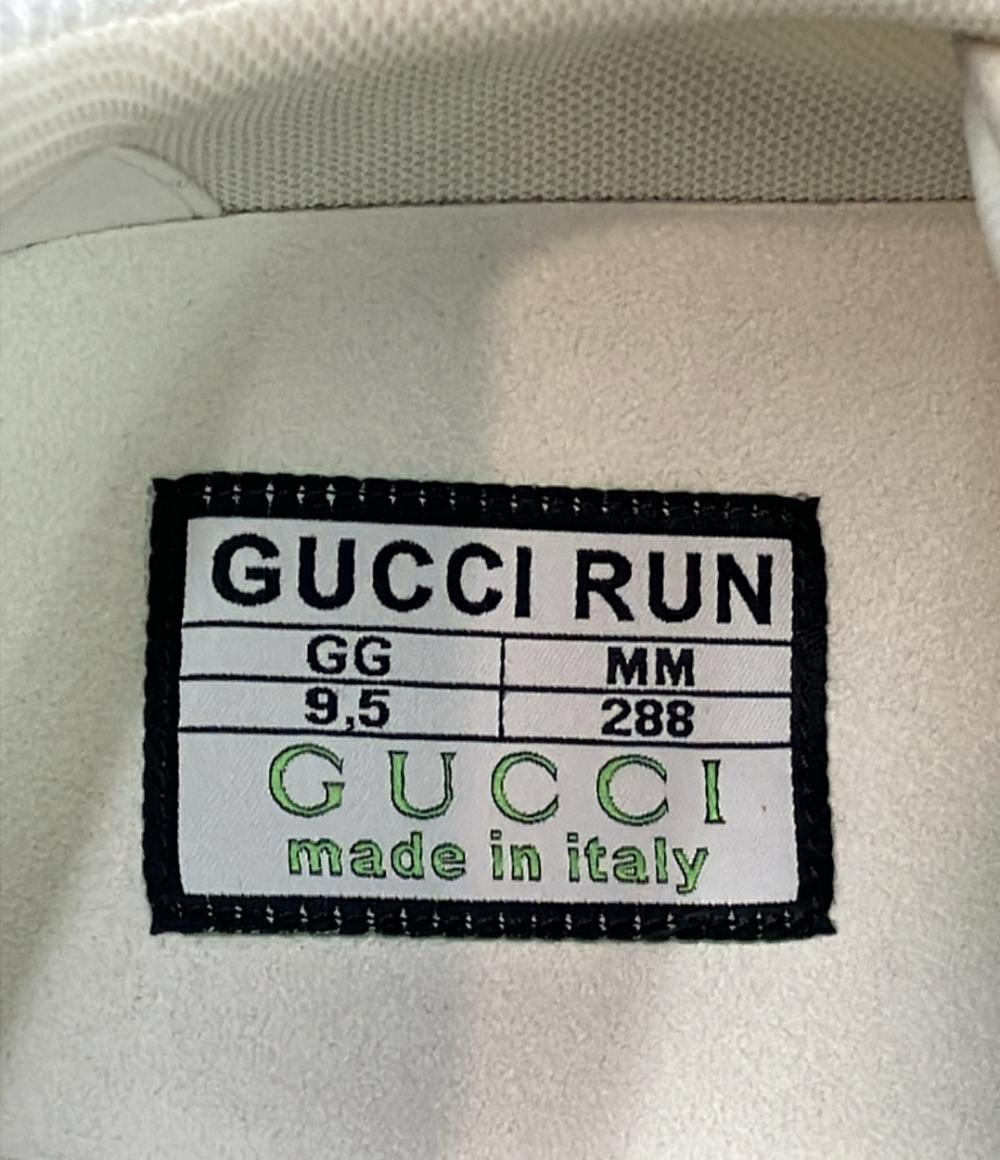 GUCCI RUN
GG MM
9,5 288
GUCCI
made in italy